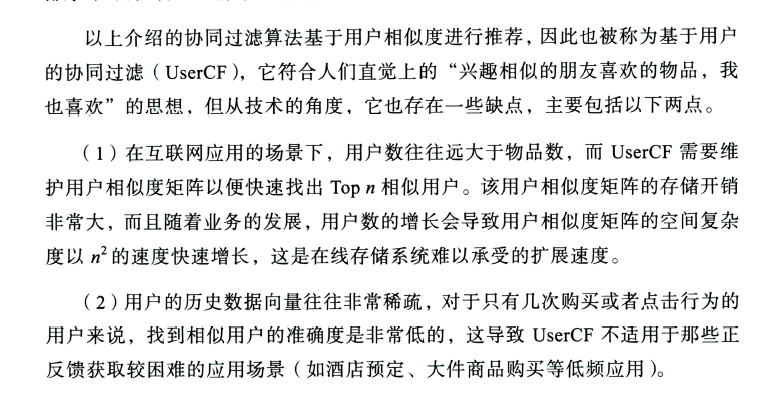 以上介绍的协同过滤算法基于用户相似度进行推荐，因此也被称为基于用户
的协同过滤（UserCF），它符合人们直觉上的“兴趣相似的朋友喜欢的物品，我
也喜欢”的思想，但从技术的角度，它也存在一些缺点，主要包括以下两点。
（1）在互联网应用的场景下，用户数往往远大于物品数，而 UserCF 需要维
护用户相似度矩阵以便快速找出 Top n 相似用户。该用户相似度矩阵的存储开销
非常大，而且随着业务的发展，用户数的增长会导致用户相似度矩阵的空间复杂
度以 n² 的速度快速增长，这是在线存储系统难以承受的扩展速度。
（2）用户的历史数据向量往往非常稀疏，对于只有几次购买或者点击行为的
用户来说，找到相似用户的准确度是非常低的，这导致 UserCF 不适用于那些正
反馈获取较困难的应用场景（如酒店预定、大件商品购买等低频应用）。